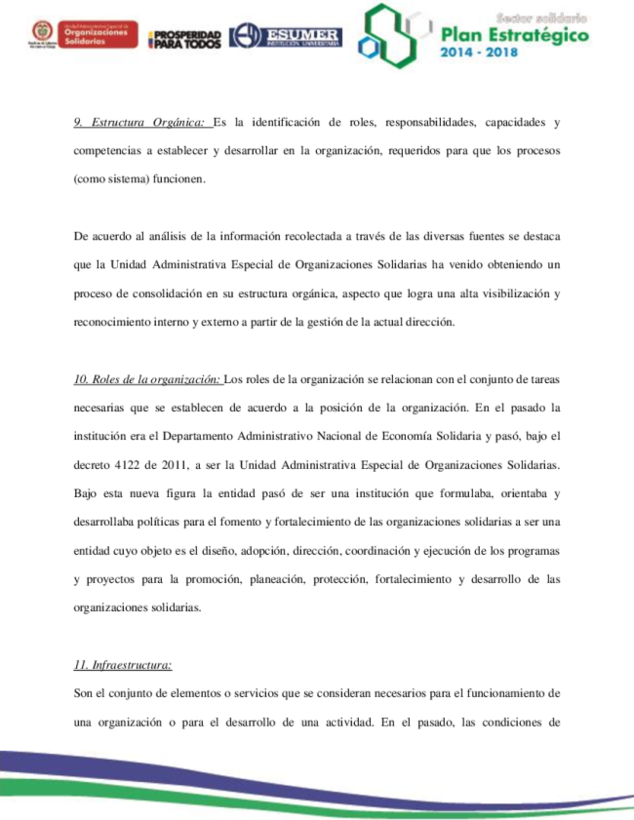 Unidad Administrativa Especial de
Organizaciones
Solidarias
PROSPERIDAD
PARA TODOS
ESUMER
INSTITUCIÓN UNIVERSITARIA
Sector solidario
Plan Estratégico
2014 - 2018
9. Estructura Orgánica: Es la identificación de roles, responsabilidades, capacidades y
competencias a establecer y desarrollar en la organización, requeridos para que los procesos
(como sistema) funcionen.
De acuerdo al análisis de la información recolectada a través de las diversas fuentes se destaca
que la Unidad Administrativa Especial de Organizaciones Solidarias ha venido obteniendo un
proceso de consolidación en su estructura orgánica, aspecto que logra una alta visibilización y
reconocimiento interno y externo a partir de la gestión de la actual dirección.
10. Roles de la organización: Los roles de la organización se relacionan con el conjunto de tareas
necesarias que se establecen de acuerdo a la posición de la organización. En el pasado la
institución era el Departamento Administrativo Nacional de Economía Solidaria y pasó, bajo el
decreto 4122 de 2011, a ser la Unidad Administrativa Especial de Organizaciones Solidarias.
Bajo esta nueva figura la entidad pasó de ser una institución que formulaba, orientaba y
desarrollaba políticas para el fomento y fortalecimiento de las organizaciones solidarias a ser una
entidad cuyo objeto es el diseño, adopción, dirección, coordinación y ejecución de los programas
y proyectos para la promoción, planeación, protección, fortalecimiento y desarrollo de las
organizaciones solidarias.
11. Infraestructura:
Son el conjunto de elementos o servicios que se consideran necesarios para el funcionamiento de
una organización o para el desarrollo de una actividad. En el pasado, las condiciones de